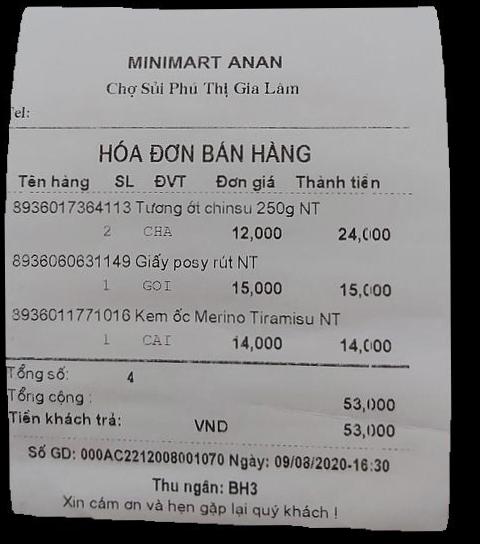 MINIMART ANAN
Chợ Sủi Phú Thị Gia Lâm
Tel:
HÓA ĐƠN BÁN HÀNG
Tên hàng SL ĐVT Đơn giá Thành tiền
8936017364113 Tương ớt chinsu 250g NT
2 CHA 12,000 24,000
8936060631149 Giấy posy rút NT
1 GOI 15,000 15,000
8936011771016 Kem ốc Merino Tiramisu NT
1 CAI 14,000 14,000
Tổng số: 4
Tổng cộng : 53,000
Tiền khách trả: VND 53,000
Số GD: 000AC2212008001070 Ngày: 09/08/2020-16:30
Thu ngân: BH3
Xin cám ơn và hẹn gặp lại quý khách !